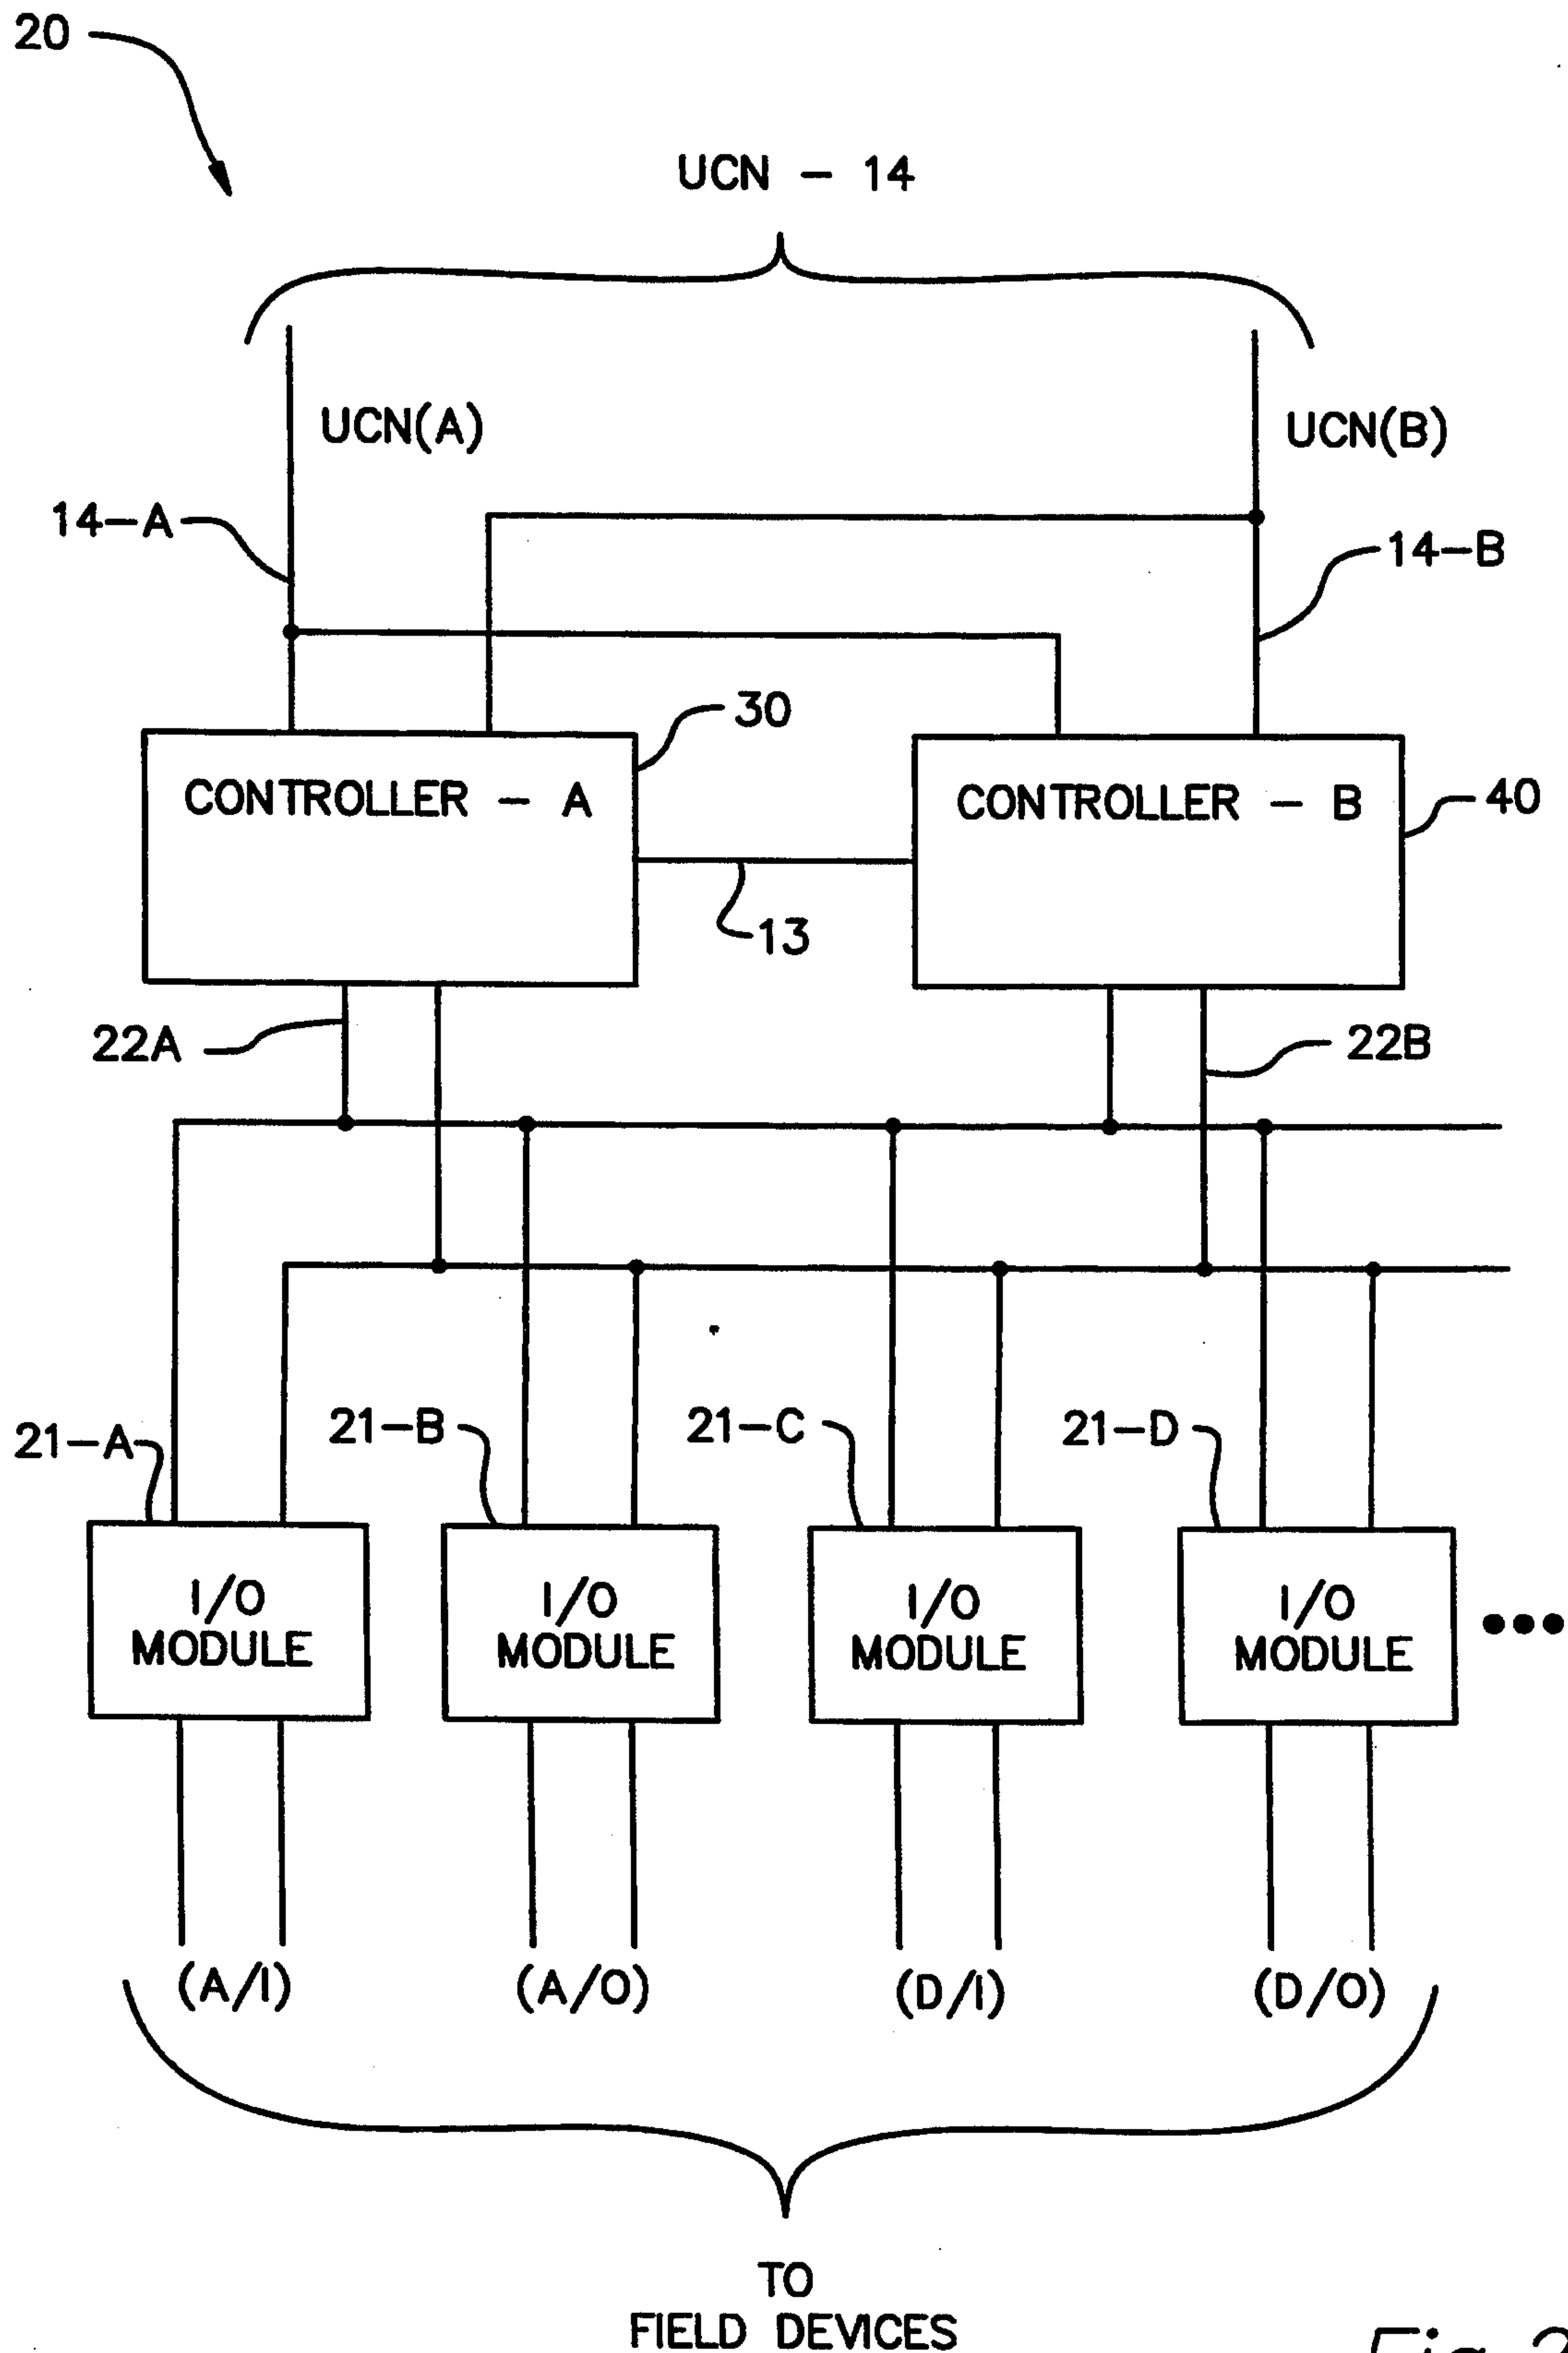 20
UCN - 14
UCN(A)
UCN(B)
14-A
14-B
30
CONTROLLER - A
CONTROLLER - B
40
13
22A
22B
21-A
21-B
21-C
21-D
I/O
MODULE
I/O
MODULE
I/O
MODULE
I/O
MODULE
(A/I)
(A/O)
(D/I)
(D/O)
TO
FIELD DEVICES